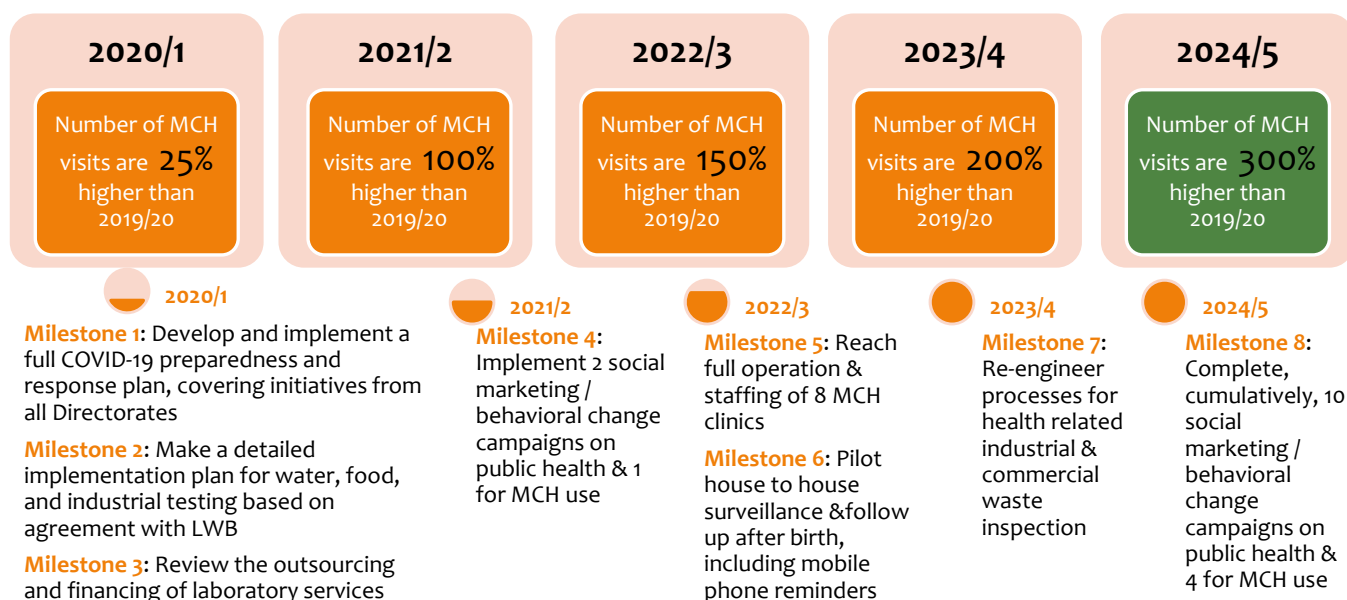 2020/1
Number of MCH
visits are 25%
higher than
2019/20
2021/2
Number of MCH
visits are 100%
higher than
2019/20
2022/3
Number of MCH
visits are 150%
higher than
2019/20
2023/4
Number of MCH
visits are 200%
higher than
2019/20
2024/5
Number of MCH
visits are 300%
higher than
2019/20
2020/1
Milestone 1: Develop and implement a
full COVID-19 preparedness and
response plan, covering initiatives from
all Directorates
Milestone 2: Make a detailed
implementation plan for water, food,
and industrial testing based on
agreement with LWB
Milestone 3: Review the outsourcing
and financing of laboratory services
2021/2
Milestone 4:
Implement 2 social
marketing /
behavioral change
campaigns on
public health & 1
for MCH use
2022/3
Milestone 5: Reach
full operation &
staffing of 8 MCH
clinics
Milestone 6: Pilot
house to house
surveillance &follow
up after birth,
including mobile
phone reminders
2023/4
Milestone 7:
Re-engineer
processes for
health related
industrial &
commercial
waste
inspection
2024/5
Milestone 8:
Complete,
cumulatively, 10
social
marketing /
behavioral
change
campaigns on
public health &
4 for MCH use